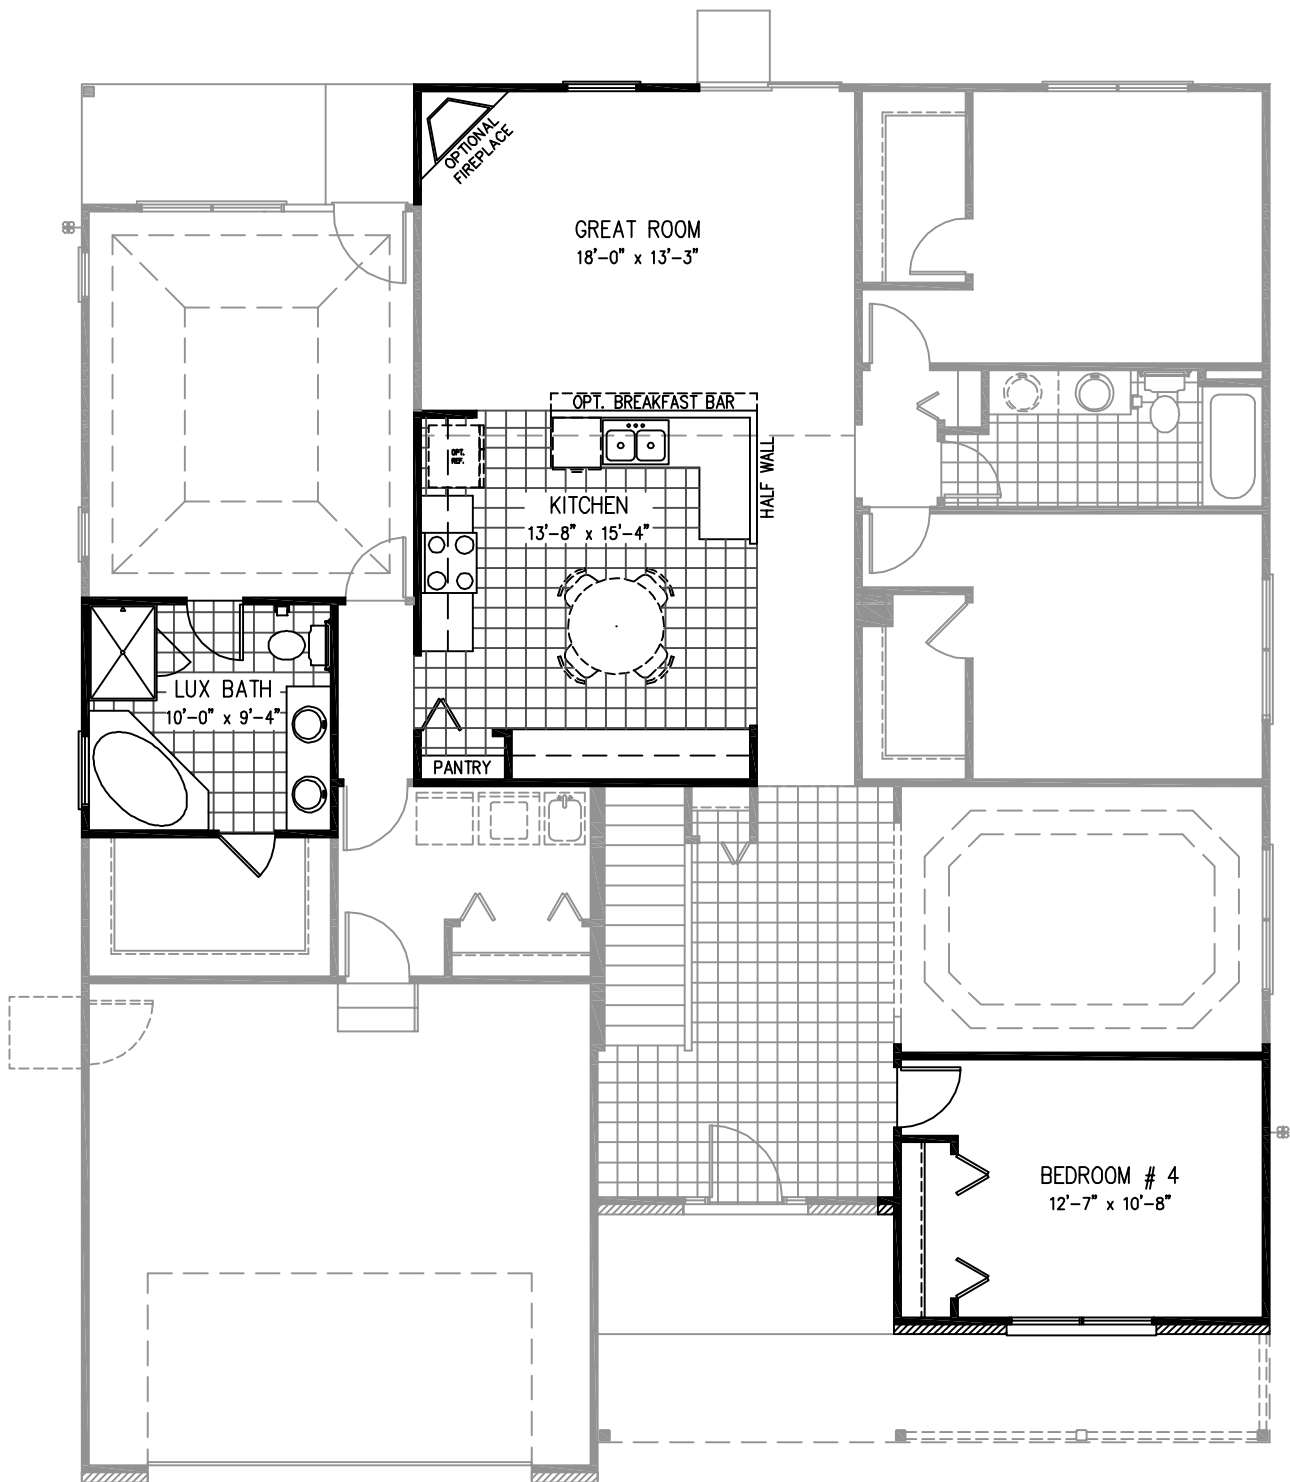 OPTIONAL
FIREPLACE
GREAT ROOM
18'-0" x 13'-3"
OPT. BREAKFAST BAR
HALF WALL
OPT.
REF.
KITCHEN
13'-8" x 15'-4"
LUX BATH
10'-0" x 9'-4"
PANTRY
BEDROOM # 4
12'-7" x 10'-8"